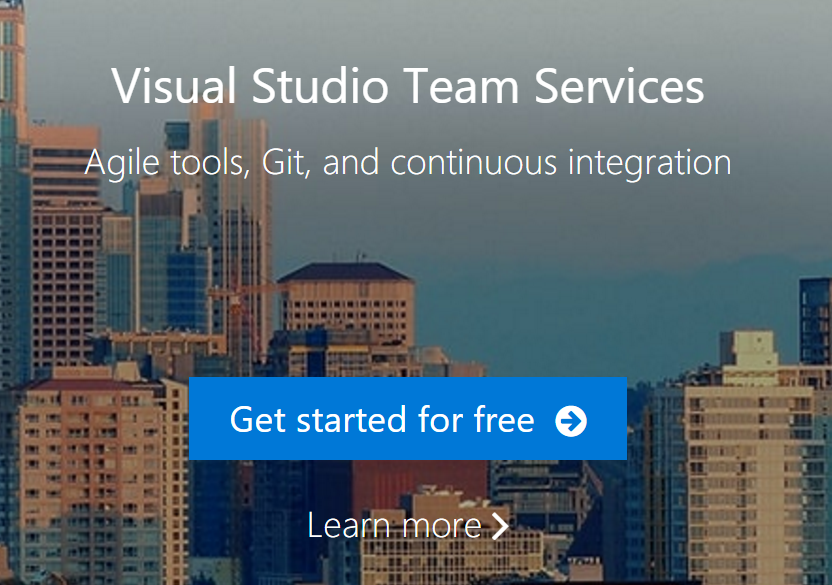 Visual Studio Team Services
Agile tools, Git, and continuous integration
Get started for free
Learn more